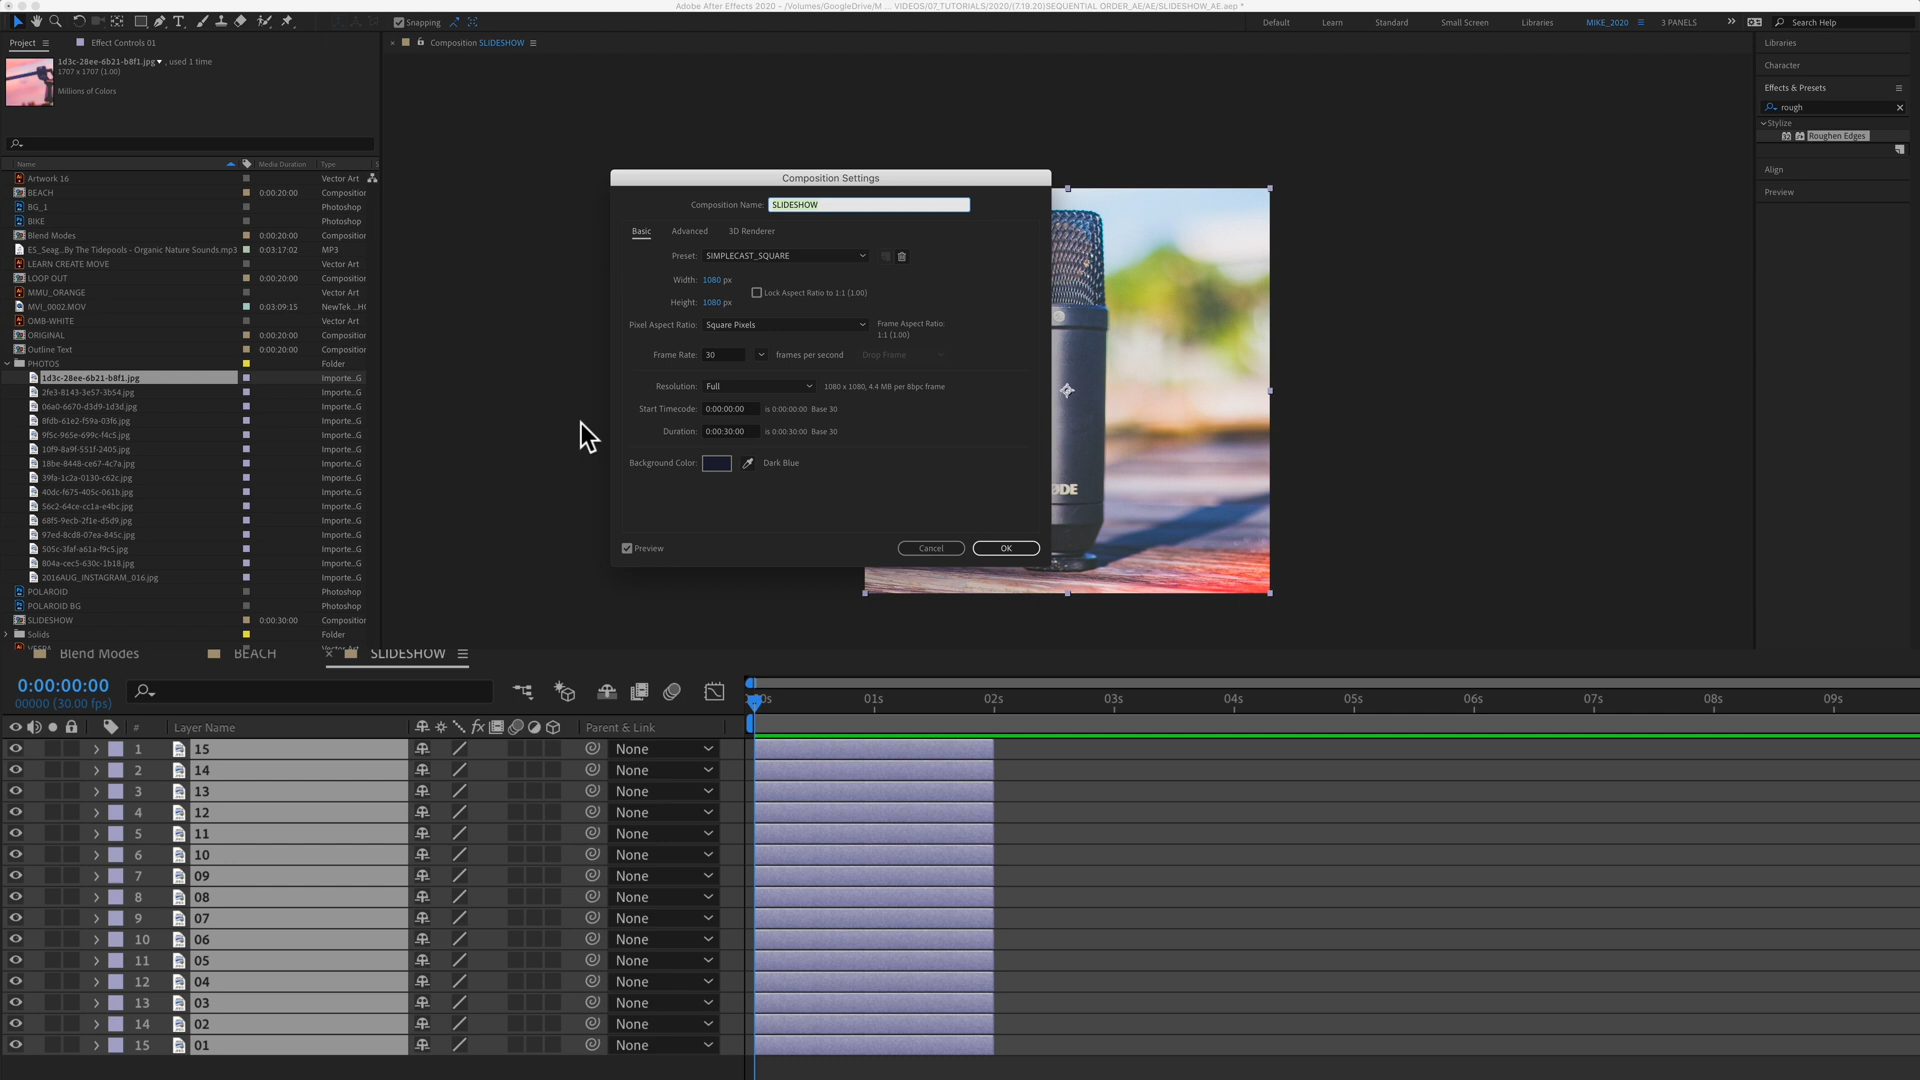 Adobe After Effects 2020 - /Volumes/GoogleDrive/M ... VIDEOS/07_TUTORIALS/2020/(7.19.20)SEQUENTIAL ORDER_AE/AE/SLIDESHOW_AE.aep *
Snapping
Default Learn Standard Small Screen Libraries MIKE_2020 3 PANELS Search Help
Project Effect Controls 01
Composition SLIDESHOW
1d3c-28ee-6b21-b8f1.jpg , used 1 time
1707 x 1707 (1.00)
Millions of Colors
Name Media Duration Type S
Artwork 16 Vector Art
BEACH 0:00:20:00 Composition
BG_1 Photoshop
BIKE Photoshop
Blend Modes 0:00:20:00 Composition
ES_Seag...By The Tidepools - Organic Nature Sounds.mp3 0:03:17:02 MP3
LEARN CREATE MOVE Vector Art
LOOP OUT 0:00:20:00 Composition
MMU_ORANGE Vector Art
MVI_0002.MOV 0:03:09:15 NewTek ..HC
OMB-WHITE Vector Art
ORIGINAL 0:00:20:00 Composition
Outline Text 0:00:20:00 Composition
PHOTOS Folder
1d3c-28ee-6b21-b8f1.jpg Importe..G
2fe3-8143-3e57-3b54.jpg Importe..G
06a0-6670-d3d9-1d3d.jpg Importe..G
8fdb-61e2-f59a-03f6.jpg Importe..G
9f5c-965e-699c-f4c5.jpg Importe..G
10f9-8a9f-551f-2405.jpg Importe..G
18be-8448-ce67-4c7a.jpg Importe..G
39fa-1c2a-0130-c62c.jpg Importe..G
40dc-f675-405c-061b.jpg Importe..G
56c2-64ce-cc1a-e4bc.jpg Importe..G
68f5-9ecb-2f1e-d5d9.jpg Importe..G
97ed-8cd8-07ea-845c.jpg Importe..G
505c-3faf-a61a-f9c5.jpg Importe..G
804a-cec5-630c-1b18.jpg Importe..G
2016AUG_INSTAGRAM_016.jpg Importe..G
POLAROID Photoshop
POLAROID BG Photoshop
SLIDESHOW 0:00:30:00 Composition
Solids Folder
Composition Settings
Composition Name: SLIDESHOW
Basic Advanced 3D Renderer
Preset: SIMPLECAST_SQUARE
Width: 1080 px
Lock Aspect Ratio to 1:1 (1.00)
Height: 1080 px
Pixel Aspect Ratio: Square Pixels Frame Aspect Ratio:
1:1 (1.00)
Frame Rate: 30 frames per second Drop Frame
Resolution: Full 1080 x 1080, 4.4 MB per 8bpc frame
Start Timecode: 0:00:00:00 is 0:00:00:00 Base 30
Duration: 0:00:30:00 is 0:00:30:00 Base 30
Background Color: Dark Blue
Preview Cancel OK
Libraries
Character
Effects & Presets
rough
Stylize
Roughen Edges
Align
Preview
Blend Modes BEACH SLIDESHOW
0:00:00:00
00000 (30.00 fps)
00s 01s 02s 03s 04s 05s 06s 07s 08s 09s
# Layer Name fx Parent & Link
1 15 None
2 14 None
3 13 None
4 12 None
5 11 None
6 10 None
7 09 None
8 08 None
9 07 None
10 06 None
11 05 None
12 04 None
13 03 None
14 02 None
15 01 None